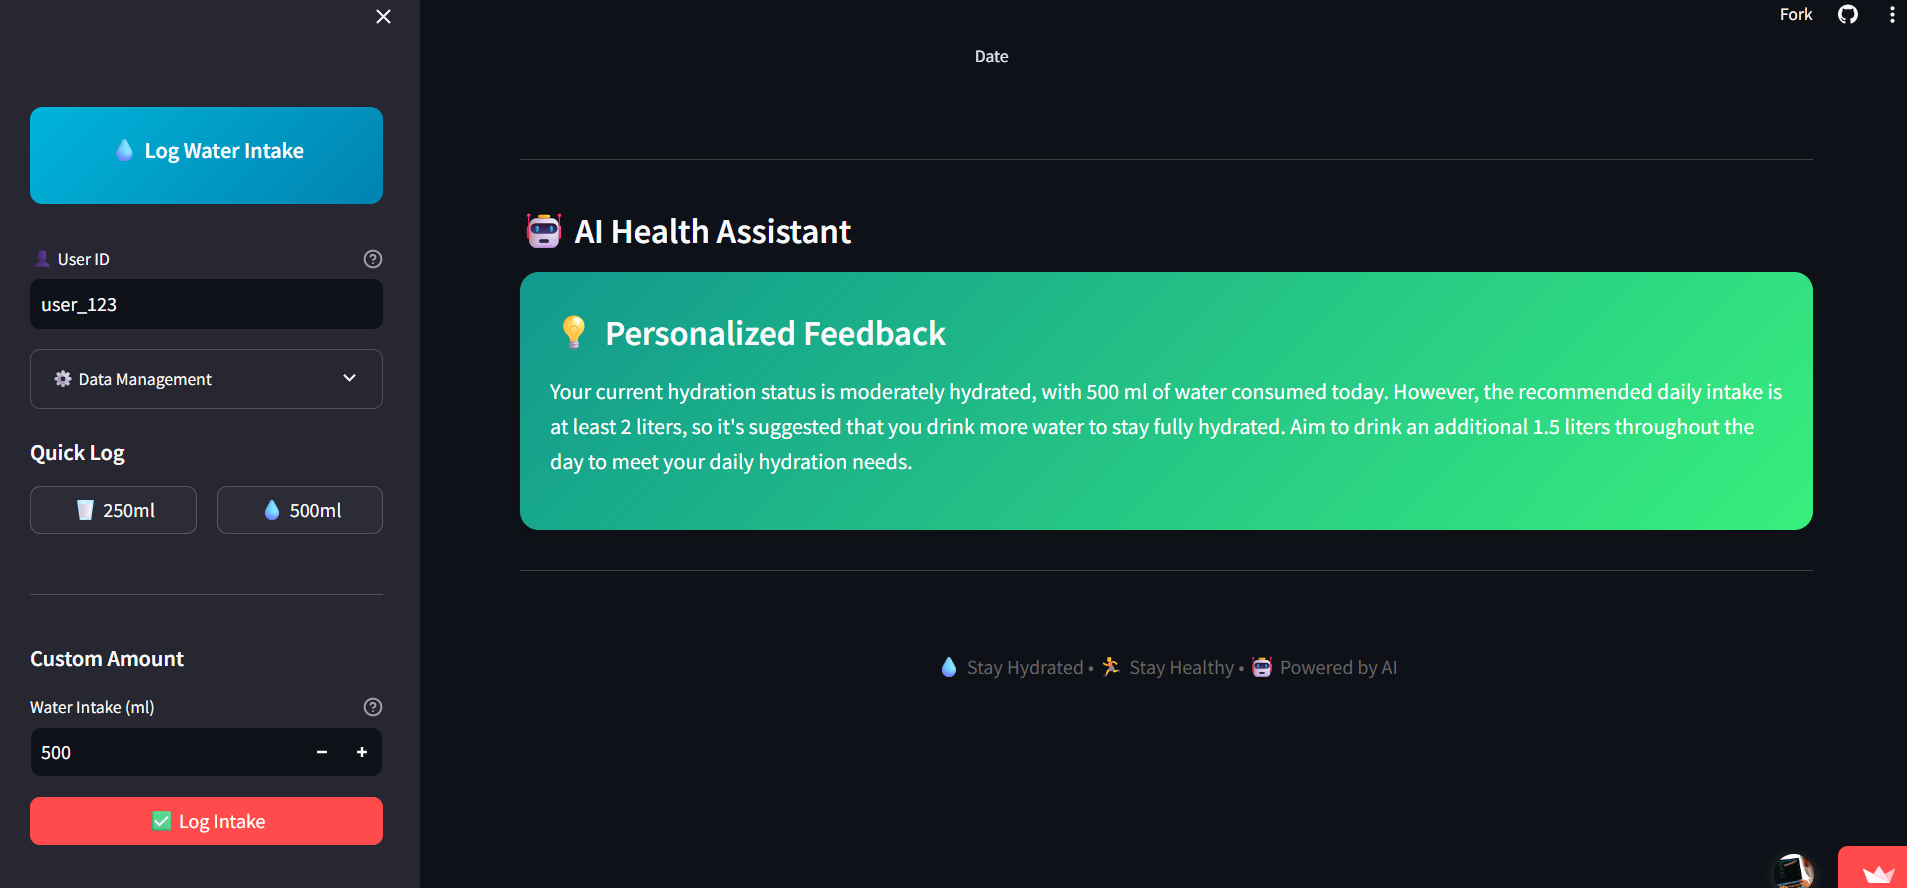 Fork
Date
Log Water Intake
User ID
user_123
Data Management
Quick Log
250ml
500ml
Custom Amount
Water Intake (ml)
500
Log Intake
AI Health Assistant
Personalized Feedback
Your current hydration status is moderately hydrated, with 500 ml of water consumed today. However, the recommended daily intake is
at least 2 liters, so it's suggested that you drink more water to stay fully hydrated. Aim to drink an additional 1.5 liters throughout the
day to meet your daily hydration needs.
Stay Hydrated • Stay Healthy • Powered by AI